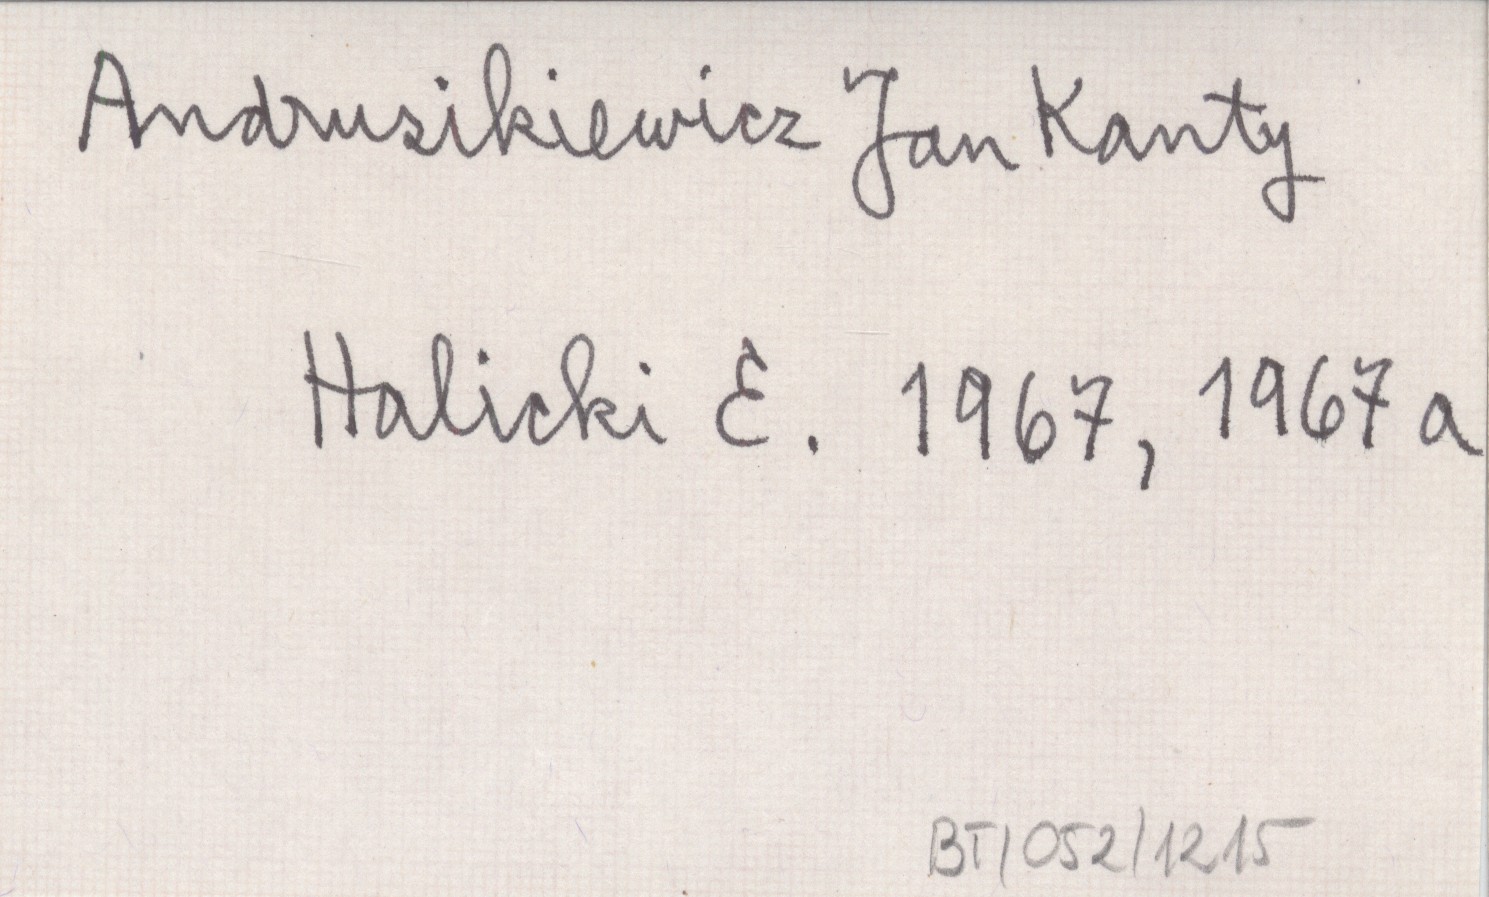 Andrusikiewicz Jan Kanty
Halicki E. 1967, 1967a
BT/052/1215